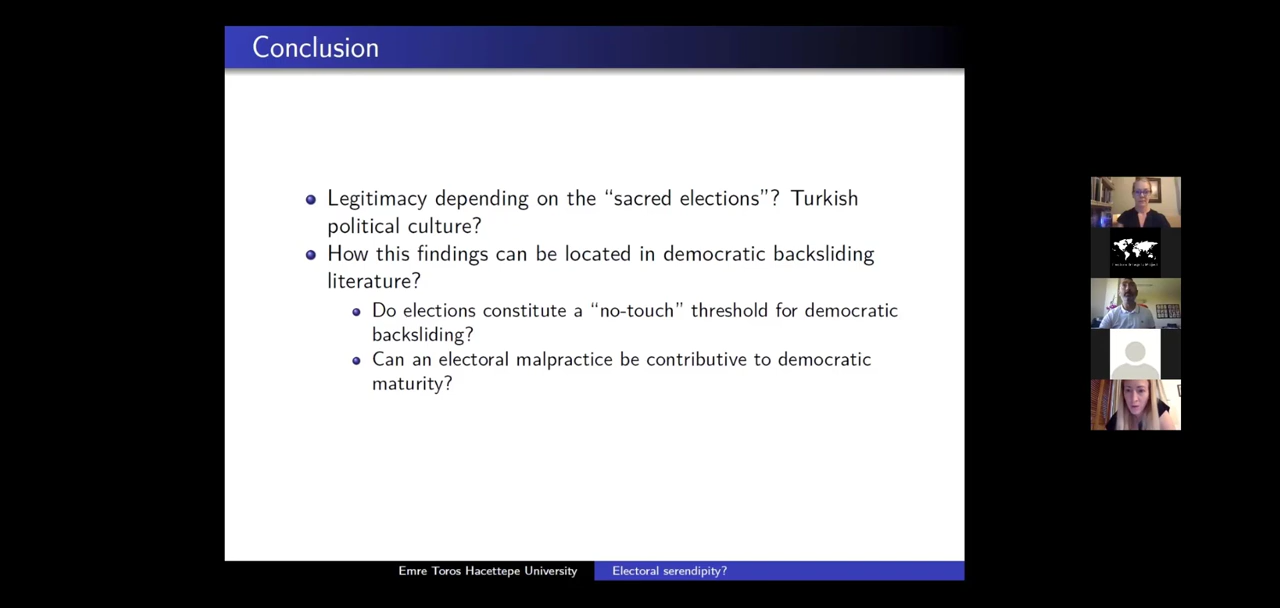 Conclusion
Legitimacy depending on the “sacred elections”? Turkish
political culture?
How this findings can be located in democratic backsliding
literature?
Do elections constitute a “no-touch” threshold for democratic
backsliding?
Can an electoral malpractice be contributive to democratic
maturity?
Emre Toros Hacettepe University
Electoral serendipity?